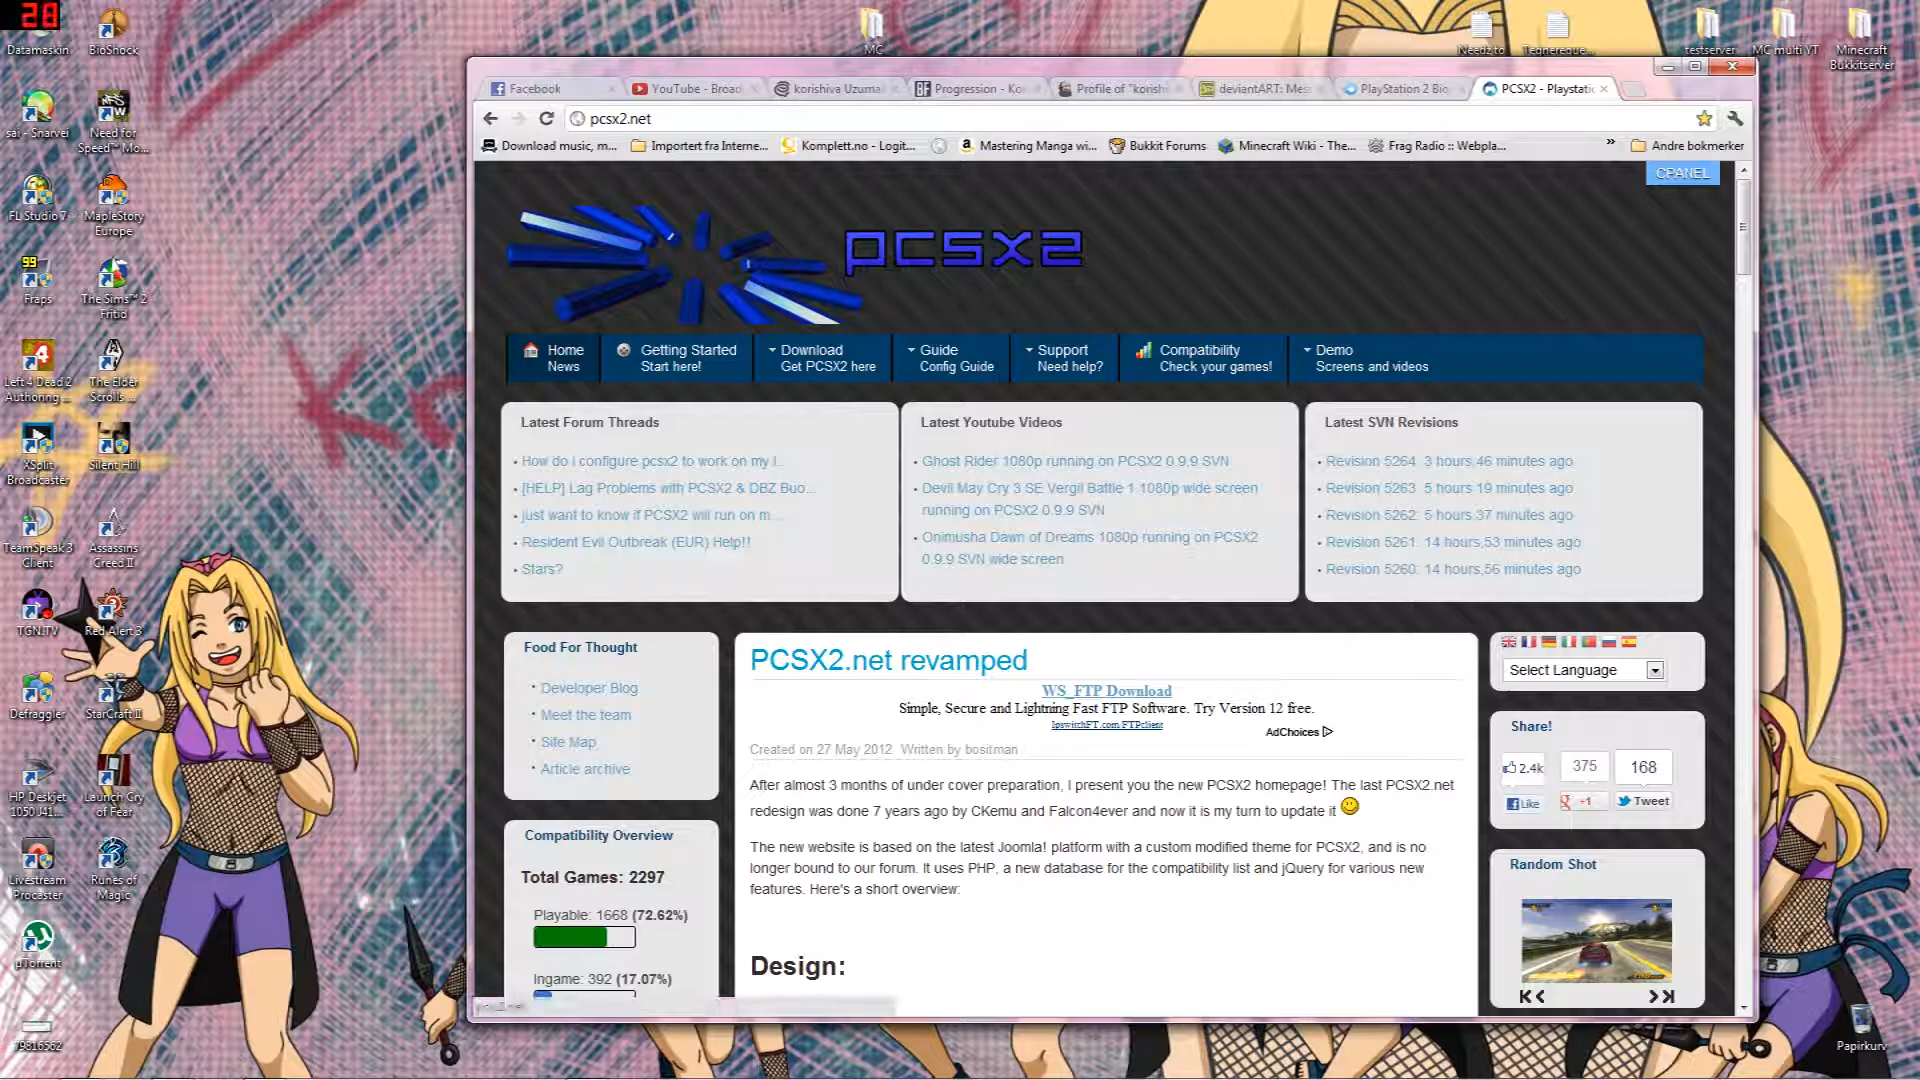 28
Datamaskin
BioShock
MC
Needz to
Tegnereque...
testserver
MC multi YT
Minecraft
Bukkitserver
sai - Snarvei
Need for
Speed™ Mo...
FL Studio 7
MapleStory
Europe
99
Fraps
The Sims™ 2
Fritid
Left 4 Dead 2
Authoring ...
The Elder
Scrolls ...
XSplit
Broadcaster
Silent Hill
TeamSpeak 3
Client
Assassins
Creed II
TGN.TV
Red Alert 3
Defraggler
StarCraft II
HP Deskjet
1050 J41...
Launch Cry
of Fear
Livestream
Procaster
Runes of
Magic
µTorrent
79816562
Papirkurv
Facebook
YouTube - Broad
korishiva Uzuma
Progression - Ko
Profile of "korish
deviantART: Mes
PlayStation 2 Bio
PCSX2 - Playstati
pcsx2.net
Download music, m...
Importert fra Interne...
Komplett.no - Logit...
Mastering Manga wi...
Bukkit Forums
Minecraft Wiki - The...
Frag Radio :: Webpla...
»
Andre bokmerker
CPANEL
pcsx2
Home
News
Getting Started
Start here!
Download
Get PCSX2 here
Guide
Config Guide
Support
Need help?
Compatibility
Check your games!
Demo
Screens and videos
Latest Forum Threads
How do i configure pcsx2 to work on my l...
[HELP] Lag Problems with PCSX2 & DBZ Buo...
just want to know if PCSX2 will run on m...
Resident Evil Outbreak (EUR) Help!!
Stars?
Latest Youtube Videos
Ghost Rider 1080p running on PCSX2 0.9.9 SVN
Devil May Cry 3 SE Vergil Battle 1 1080p wide screen
running on PCSX2 0.9.9 SVN
Onimusha Dawn of Dreams 1080p running on PCSX2
0.9.9 SVN wide screen
Latest SVN Revisions
Revision 5264: 3 hours,46 minutes ago
Revision 5263: 5 hours 19 minutes ago
Revision 5262: 5 hours 37 minutes ago
Revision 5261: 14 hours,53 minutes ago
Revision 5260: 14 hours,56 minutes ago
Food For Thought
Developer Blog
Meet the team
Site Map
Article archive
Compatibility Overview
Total Games: 2297
Playable: 1668 (72.62%)
Ingame: 392 (17.07%)
PCSX2.net revamped
WS_FTP Download
Simple, Secure and Lightning Fast FTP Software. Try Version 12 free.
IpswitchFT.com/FTPclient
AdChoices
Created on 27 May 2012 Written by bositman
After almost 3 months of under cover preparation, I present you the new PCSX2 homepage! The last PCSX2.net
redesign was done 7 years ago by CKemu and Falcon4ever and now it is my turn to update it
The new website is based on the latest Joomla! platform with a custom modified theme for PCSX2, and is no
longer bound to our forum. It uses PHP, a new database for the compatibility list and jQuery for various new
features. Here's a short overview:
Design:
Select Language
Share!
2.4k
375
168
Like
+1
Tweet
Random Shot